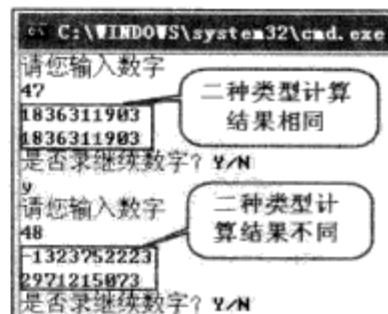 C:\WINDOWS\system32\cmd.exe
请您输入数字
47
1836311903
1836311903
二种类型计算
结果相同
是否录继续数字? Y/N
y
请您输入数字
48
-1323752223
2971215073
二种类型计
算结果不同
是否录继续数字? Y/N